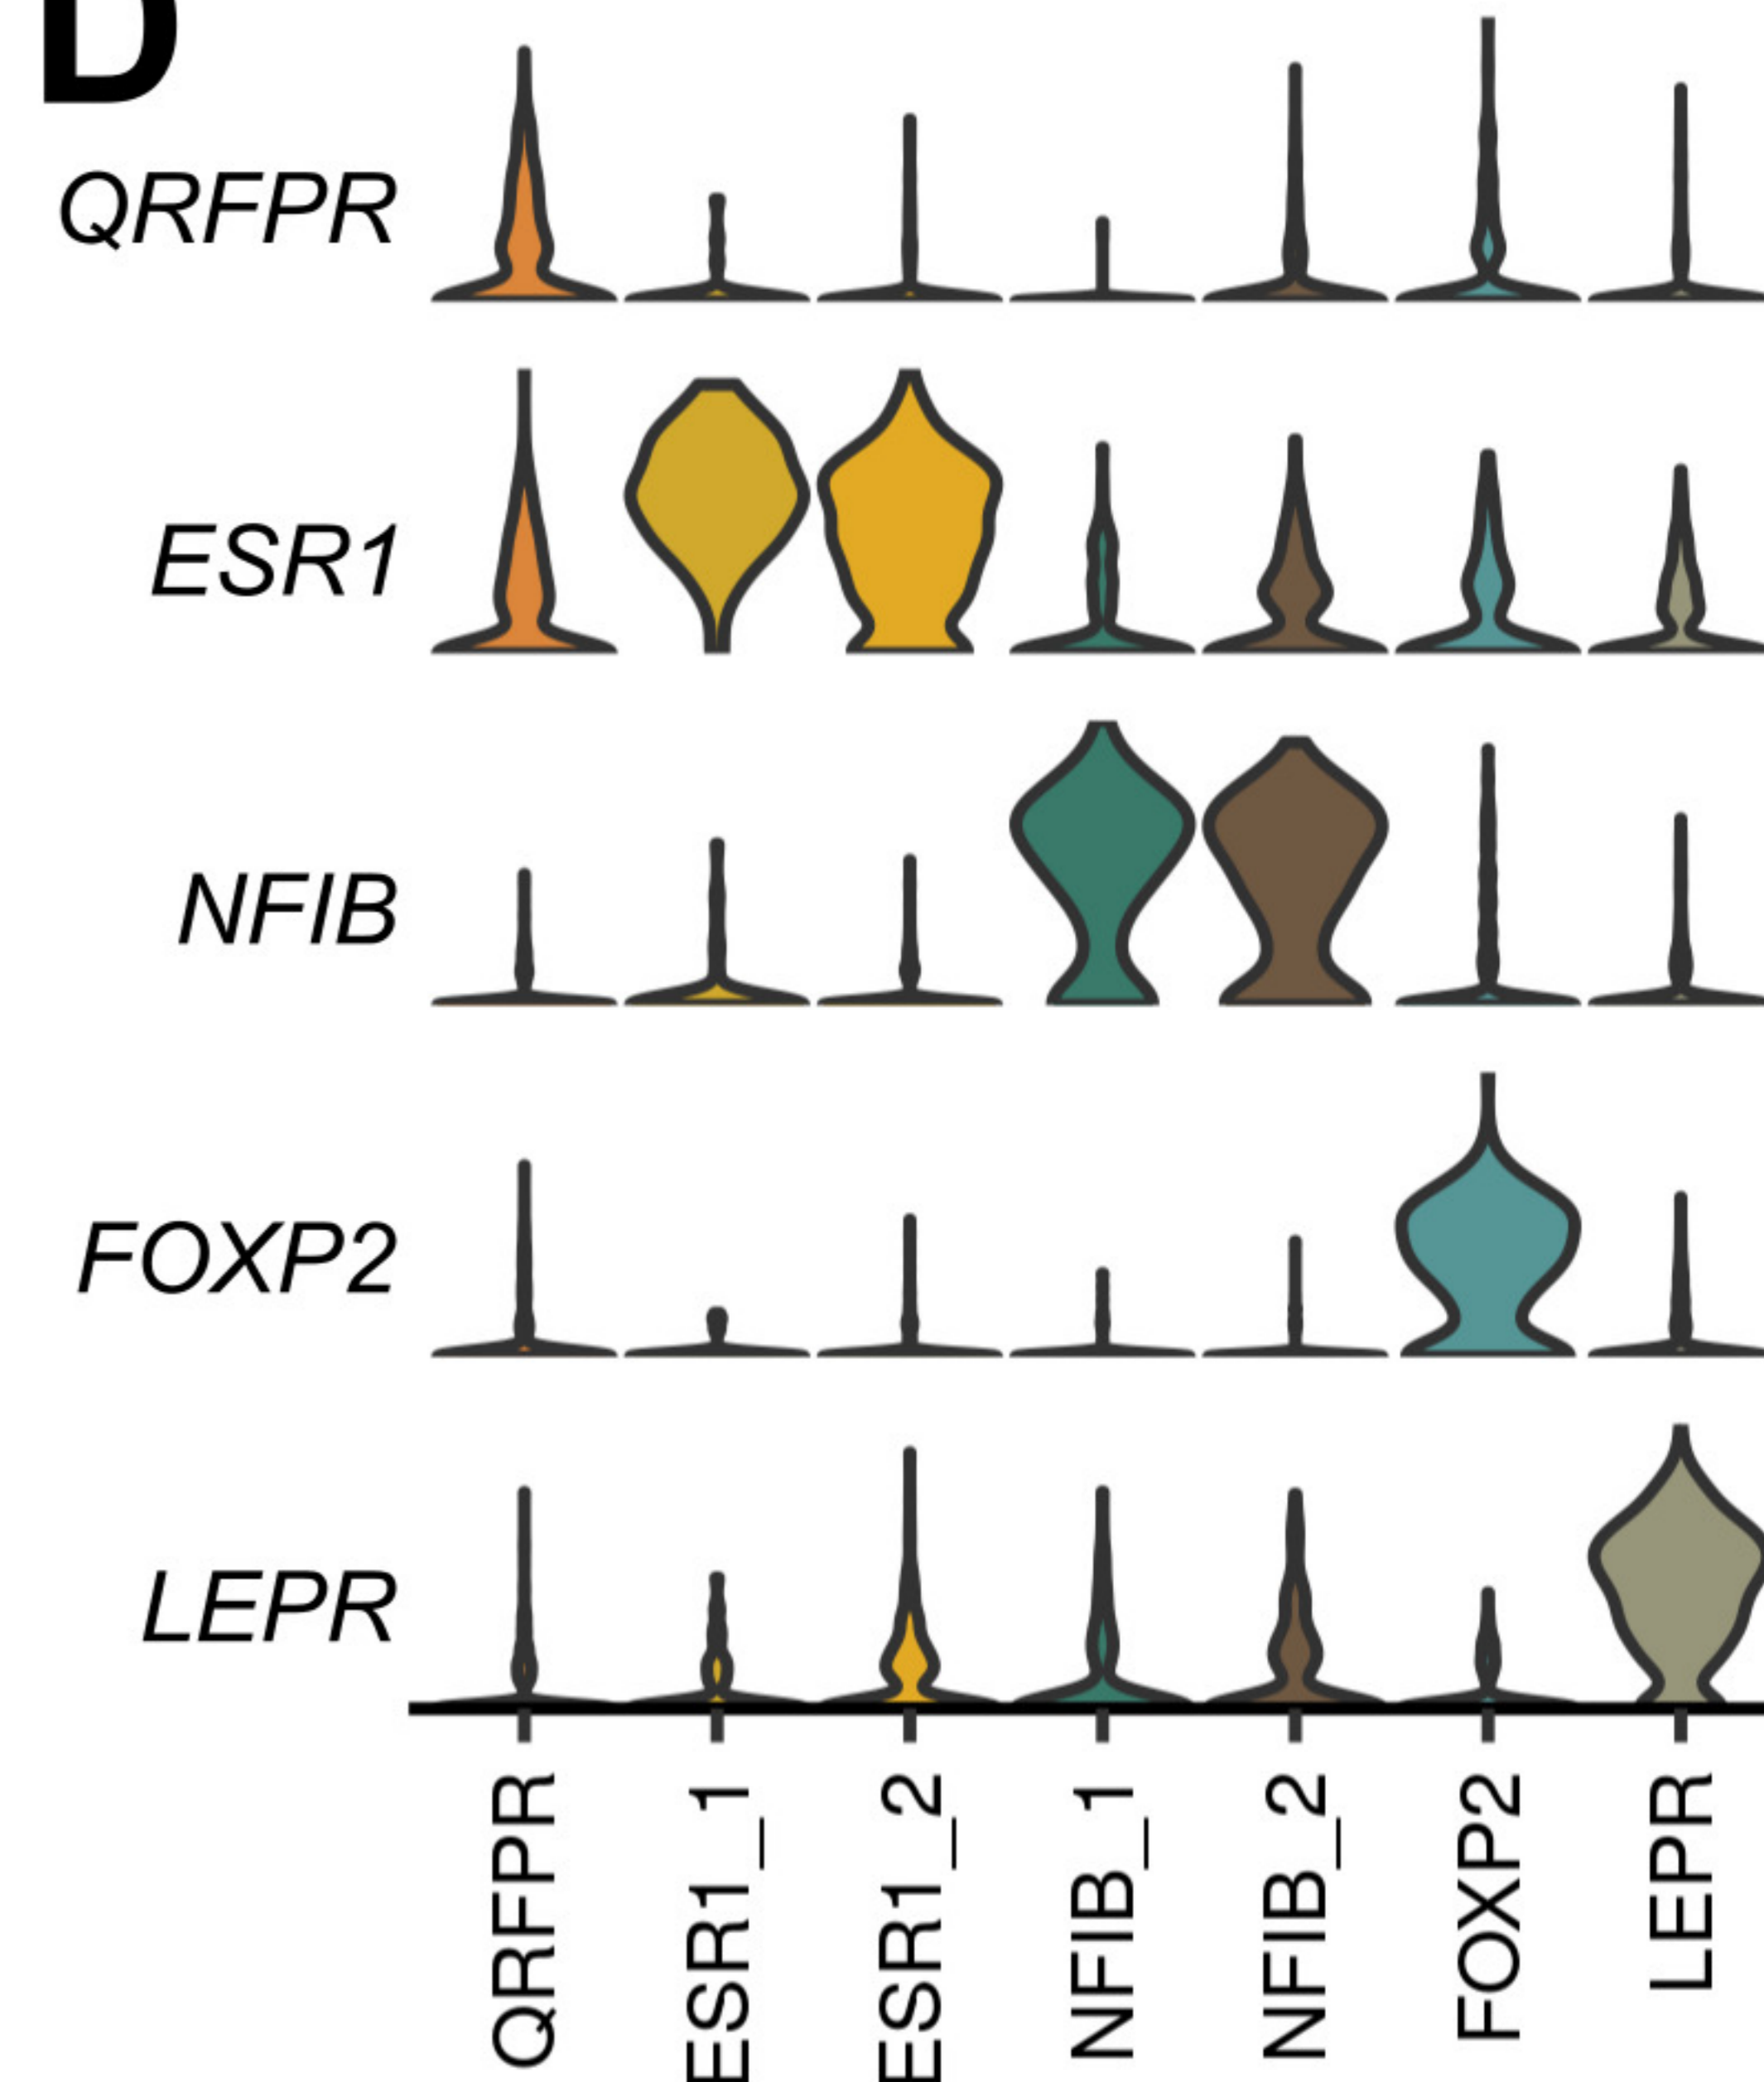 D
QRFPR
ESR1
NFIB
FOXP2
LEPR
QRFPR
ESR1_1
ESR1_2
NFIB_1
NFIB_2
FOXP2
LEPR